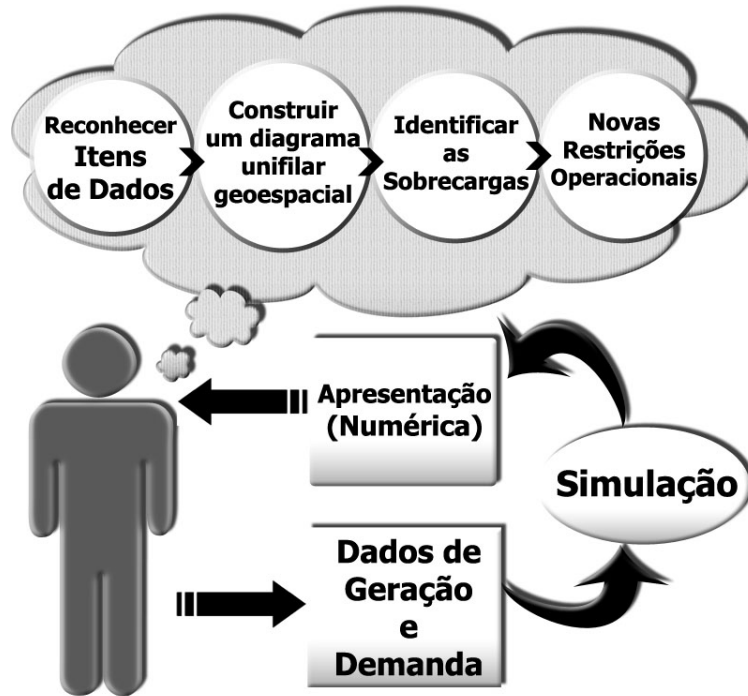 Reconhecer
Itens
de Dados
Construir
um diagrama
unifilar
geoespacial
Identificar
as
Sobrecargas
Novas
Restrições
Operacionais
Apresentação
(Numérica)
Simulação
Dados de
Geração
e
Demanda